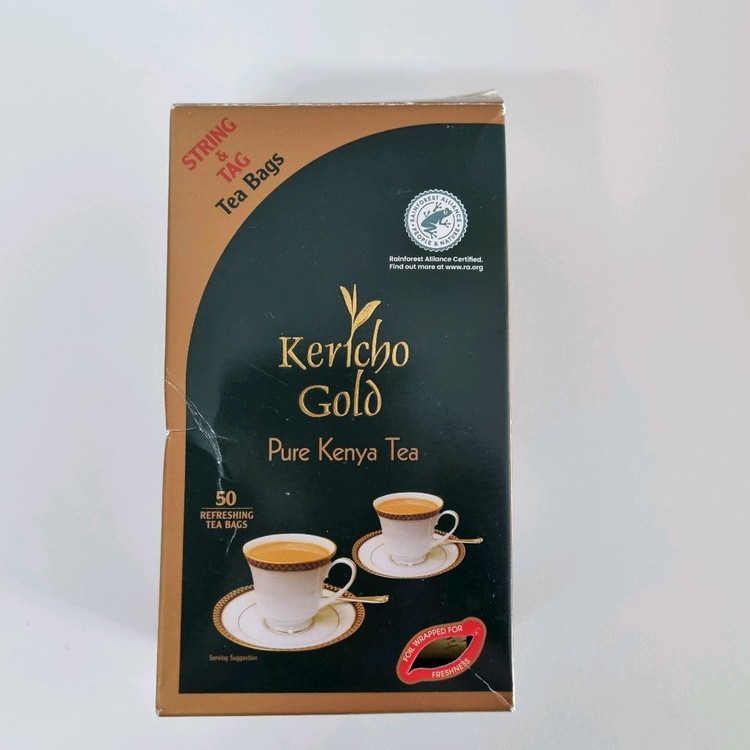 STRING
&
TAG
Tea Bags
RAINFOREST ALLIANCE
PEOPLE & NATURE
Rainforest Alliance Certified.
Find out more at www.ra.org
Kericho
Gold
Pure Kenya Tea
50
REFRESHING
TEA BAGS
Serving Suggestion
FOIL WRAPPED FOR
FRESHNESS